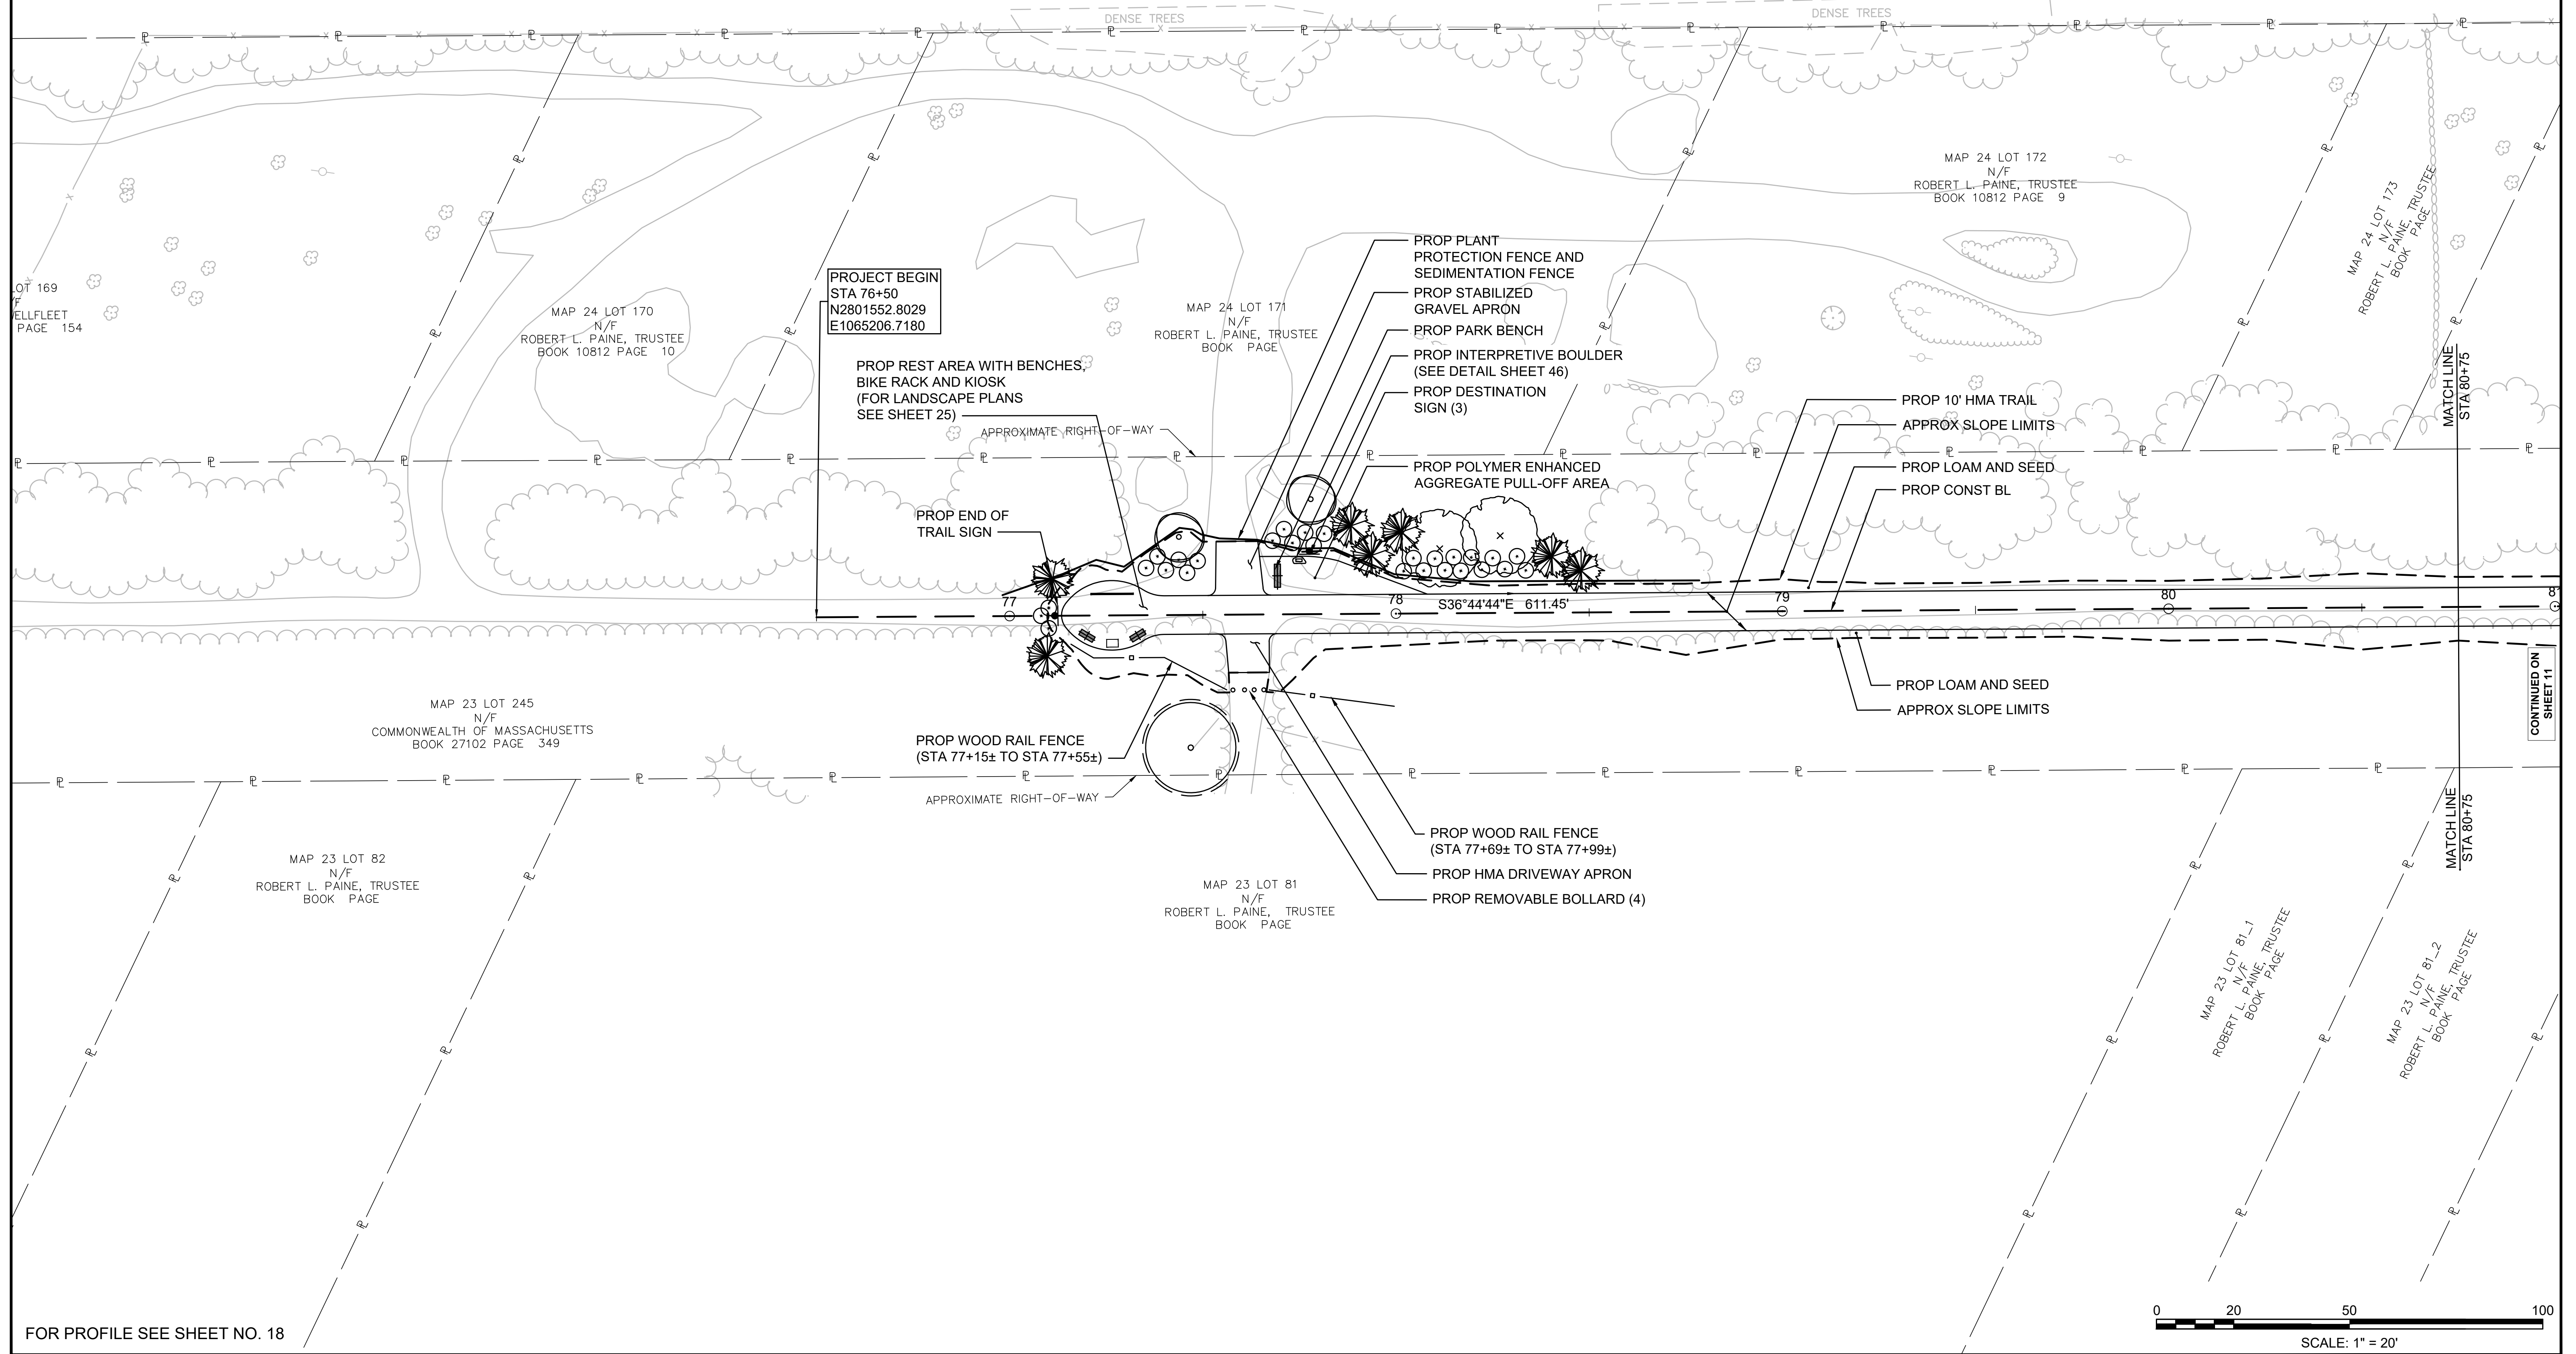 DENSE TREES
DENSE TREES
MAP 24 LOT 172
N/F
ROBERT L. PAINE, TRUSTEE
BOOK 10812 PAGE 9
MAP 24 LOT 173
N/F
ROBERT L. PAINE, TRUSTEE
BOOK PAGE
LOT 169
ELLFLEET
PAGE 154
MAP 24 LOT 170
N/F
ROBERT L. PAINE, TRUSTEE
BOOK 10812 PAGE 10
PROJECT BEGIN
STA 76+50
N2801552.8029
E1065206.7180
MAP 24 LOT 171
N/F
ROBERT L. PAINE, TRUSTEE
BOOK PAGE
PROP PLANT
PROTECTION FENCE AND
SEDIMENTATION FENCE
PROP STABILIZED
GRAVEL APRON
PROP PARK BENCH
PROP INTERPRETIVE BOULDER
(SEE DETAIL SHEET 46)
PROP DESTINATION
SIGN (3)
PROP POLYMER ENHANCED
AGGREGATE PULL-OFF AREA
PROP REST AREA WITH BENCHES,
BIKE RACK AND KIOSK
(FOR LANDSCAPE PLANS
SEE SHEET 25)
APPROXIMATE RIGHT-OF-WAY
PROP END OF
TRAIL SIGN
PROP 10' HMA TRAIL
APPROX SLOPE LIMITS
PROP LOAM AND SEED
PROP CONST BL
MATCH LINE
STA 80+75
77
78
S36°44'44"E 611.45'
79
80
81
PROP LOAM AND SEED
APPROX SLOPE LIMITS
CONTINUED ON
SHEET 11
MAP 23 LOT 245
N/F
COMMONWEALTH OF MASSACHUSETTS
BOOK 27102 PAGE 349
PROP WOOD RAIL FENCE
(STA 77+15± TO STA 77+55±)
APPROXIMATE RIGHT-OF-WAY
PROP WOOD RAIL FENCE
(STA 77+69± TO STA 77+99±)
PROP HMA DRIVEWAY APRON
PROP REMOVABLE BOLLARD (4)
MATCH LINE
STA 80+75
MAP 23 LOT 82
N/F
ROBERT L. PAINE, TRUSTEE
BOOK PAGE
MAP 23 LOT 81
N/F
ROBERT L. PAINE, TRUSTEE
BOOK PAGE
MAP 23 LOT 81_1
N/F
ROBERT L. PAINE, TRUSTEE
BOOK PAGE
MAP 23 LOT 81_2
N/F
ROBERT L. PAINE, TRUSTEE
BOOK PAGE
FOR PROFILE SEE SHEET NO. 18
0 20 50 100
SCALE: 1" = 20'